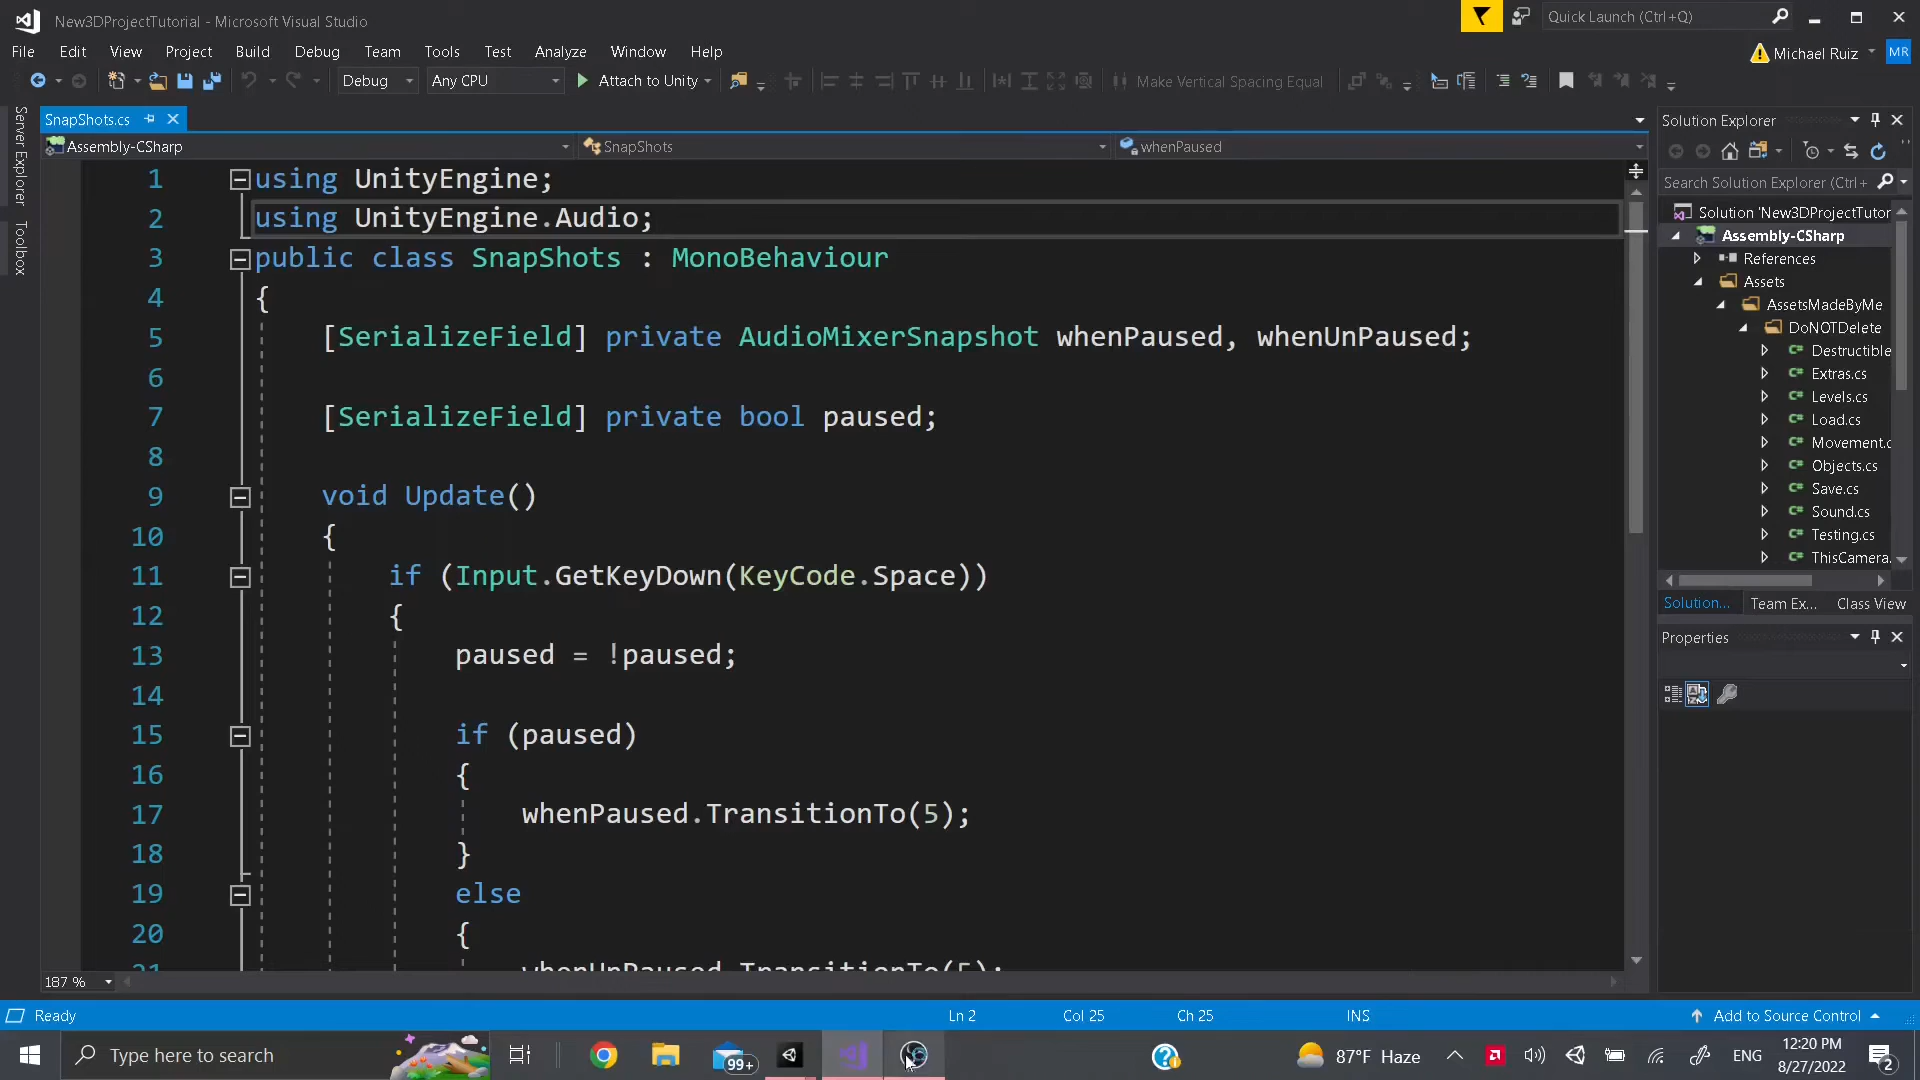 New3DProjectTutorial - Microsoft Visual Studio
Quick Launch (Ctrl+Q)
File Edit View Project Build Debug Team Tools Test Analyze Window Help
Michael Ruiz MR
Debug Any CPU Attach to Unity Make Vertical Spacing Equal
Server Explorer
Toolbox
SnapShots.cs
Assembly-CSharp SnapShots whenPaused
1 using UnityEngine;
2 using UnityEngine.Audio;
3 public class SnapShots : MonoBehaviour
4 {
5 [SerializeField] private AudioMixerSnapshot whenPaused, whenUnPaused;
6
7 [SerializeField] private bool paused;
8
9 void Update()
10 {
11 if (Input.GetKeyDown(KeyCode.Space))
12 {
13 paused = !paused;
14
15 if (paused)
16 {
17 whenPaused.TransitionTo(5);
18 }
19 else
20 {
21 whenUnPaused.TransitionTo(5);
187 %
Solution Explorer
Search Solution Explorer (Ctrl+
Solution 'New3DProjectTutor
Assembly-CSharp
References
Assets
AssetsMadeByMe
DoNOTDelete
C# Destructible
C# Extras.cs
C# Levels.cs
C# Load.cs
C# Movement.c
C# Objects.cs
C# Save.cs
C# Sound.cs
C# Testing.cs
C# ThisCamera.
Solution... Team Ex... Class View
Properties
Ready Ln 2 Col 25 Ch 25 INS Add to Source Control
Type here to search
99+
87°F Haze
ENG
12:20 PM
8/27/2022
2